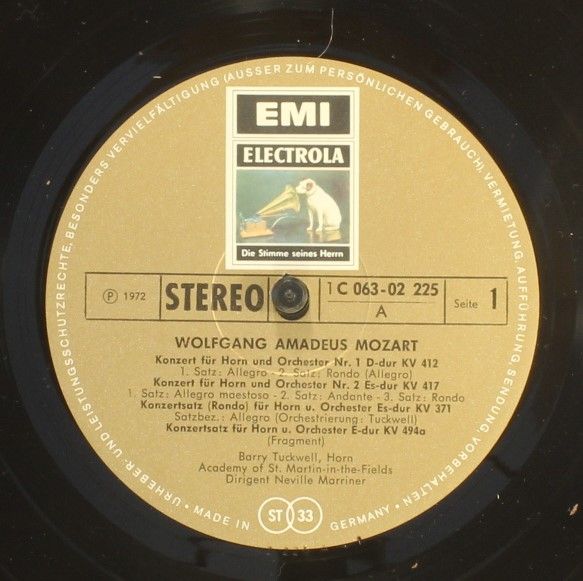 URHEBER- UND LEISTUNGSSCHUTZRECHTE, BESONDERS VERVIELFÄLTIGUNG (AUSSER ZUM PERSÖNLICHEN GEBRAUCH), VERMIETUNG, AUFFÜHRUNG, SENDUNG, VORBEHALTEN
EMI
ELECTROLA
Die Stimme seines Herrn
℗ 1972
STEREO
1 C 063-02 225
A
Seite 1
WOLFGANG AMADEUS MOZART
Konzert für Horn und Orchester Nr. 1 D-dur KV 412
1. Satz: Allegro - 2. Satz: Rondo (Allegro)
Konzert für Horn und Orchester Nr. 2 Es-dur KV 417
1. Satz: Allegro maestoso - 2. Satz: Andante - 3. Satz: Rondo
Konzertsatz (Rondo) für Horn u. Orchester Es-dur KV 371
Satzbez.: Allegro (Orchestrierung: Tuckwell)
Konzertsatz für Horn u. Orchester E-dur KV 494a
(Fragment)
Barry Tuckwell, Horn
Academy of St. Martin-in-the-Fields
Dirigent Neville Marriner
• MADE IN GERMANY •
ST 33